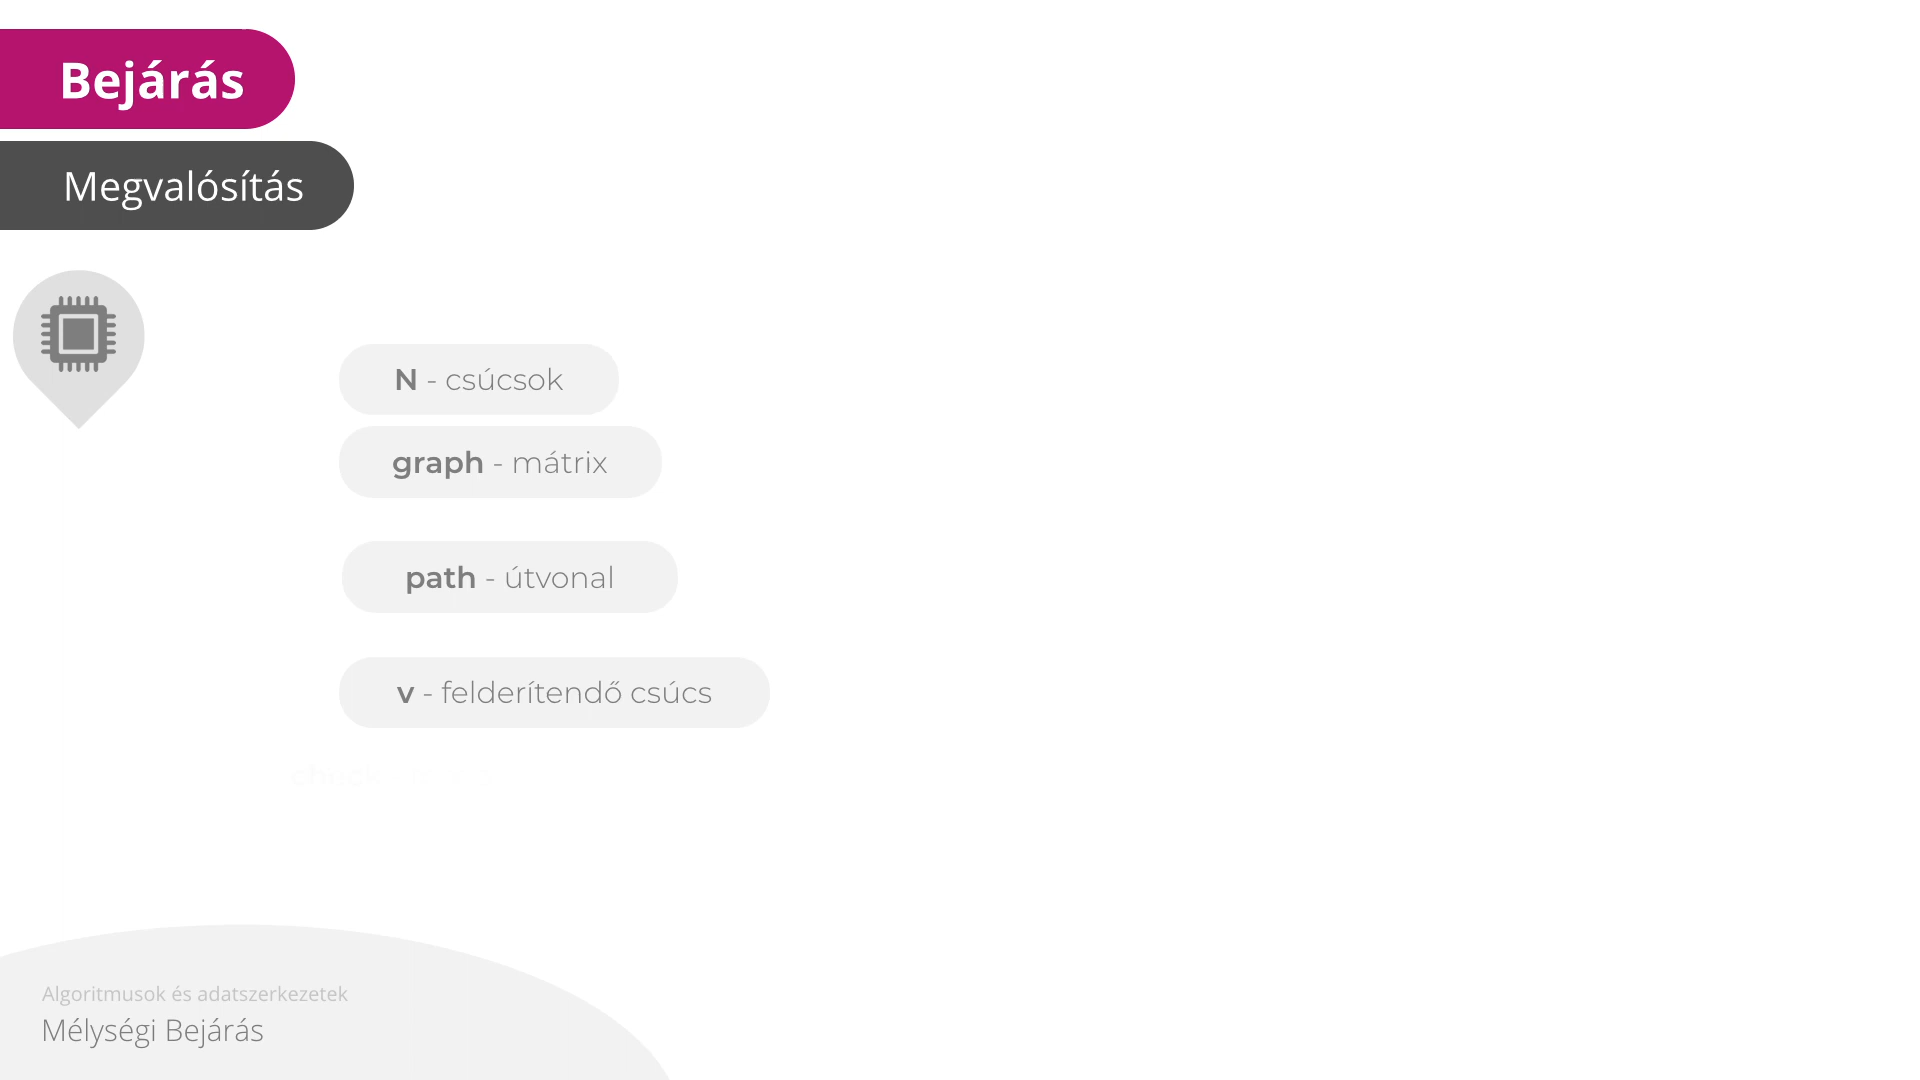 Bejárás
Megvalósítás
N - csúcsok
graph - mátrix
path - útvonal
v - felderítendő csúcs
Algoritmusok és adatszerkezetek
Mélységi Bejárás